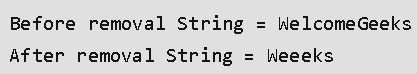 Before removal String = WelcomeGeeks
After removal String = Weeeks